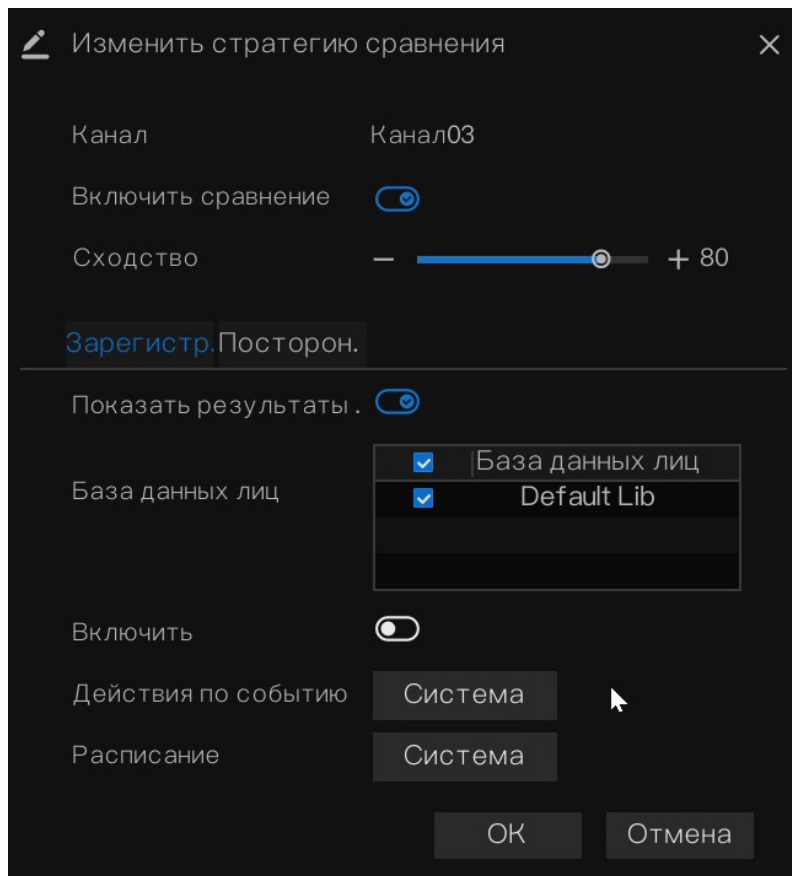 Изменить стратегию сравнения
Канал Канал03
Включить сравнение
Сходство 80
Зарегистр. Посторон.
Показать результаты .
База данных лиц
База данных лиц
Default Lib
Включить
Действия по событию Система
Расписание Система
ОК Отмена